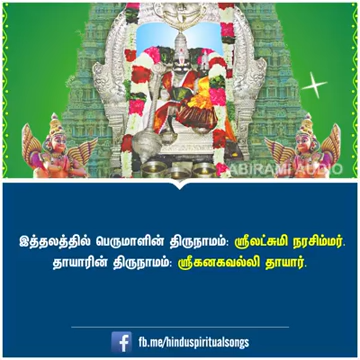 ABIRAMI AUDIO
இத்தலத்தில் பெருமாளின் திருநாமம்: ஸ்ரீலட்சுமி நரசிம்மர்.
தாயாரின் திருநாமம்: ஸ்ரீகனகவல்லி தாயார்.
fb.me/hinduspiritualsongs